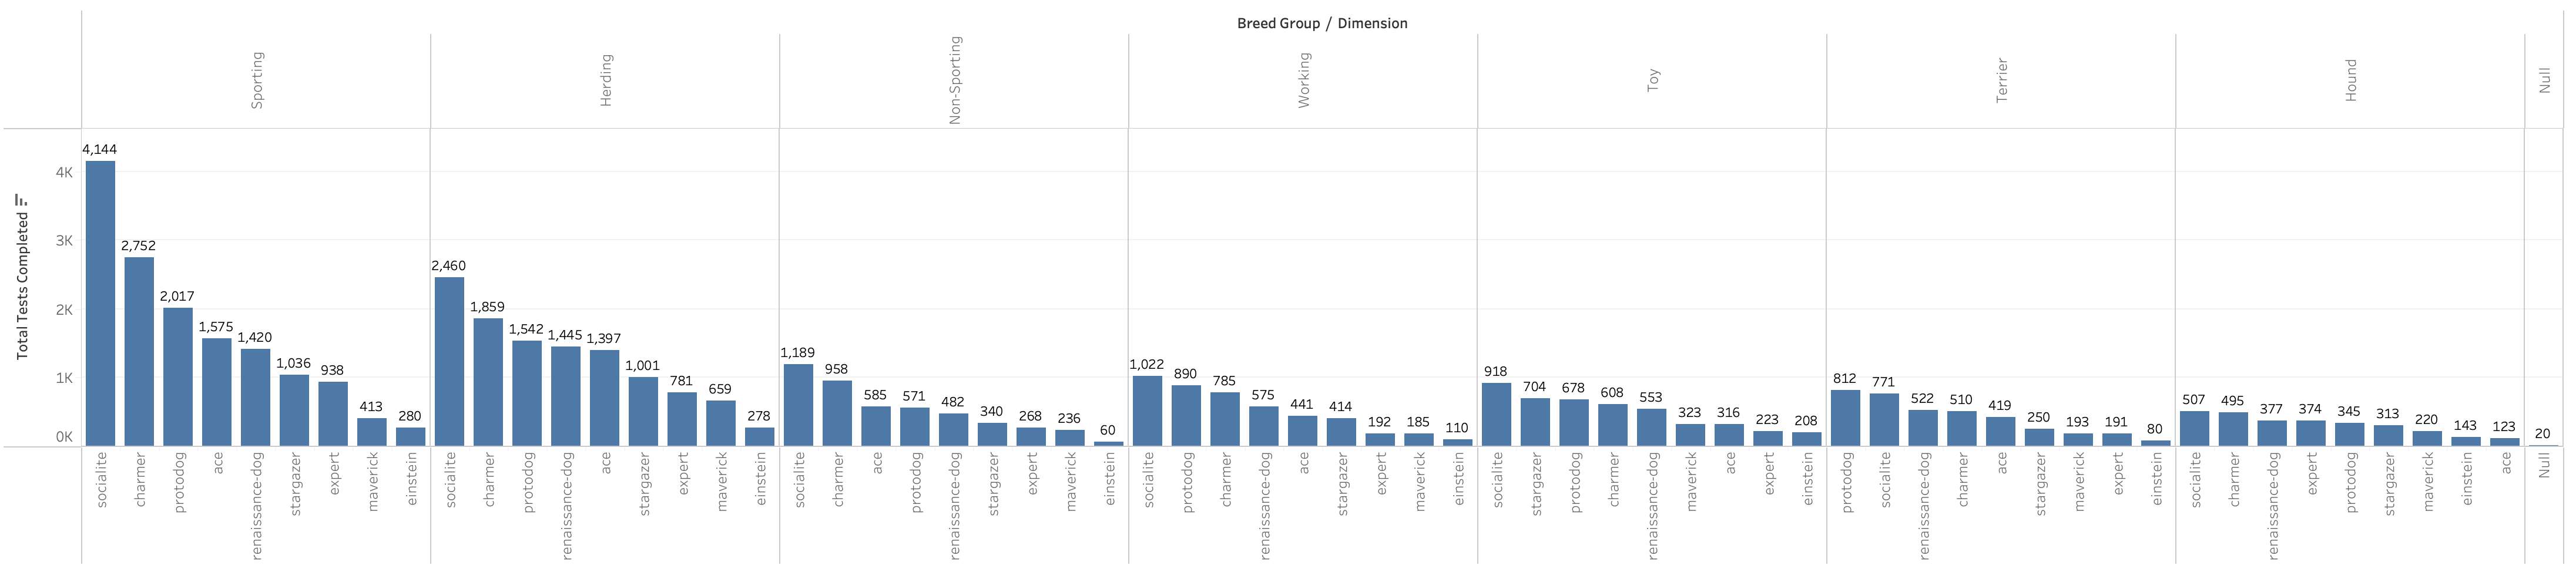 Breed Group / Dimension
Sporting
Herding
Non-Sporting
Working
Toy
Terrier
Hound
Null
Total Tests Completed
4K
3K
2K
1K
0K
4,144
2,752
2,017
1,575
1,420
1,036
938
413
280
2,460
1,859
1,542
1,445
1,397
1,001
781
659
278
1,189
958
585
571
482
340
268
236
60
1,022
890
785
575
441
414
192
185
110
918
704
678
608
553
323
316
223
208
812
771
522
510
419
250
193
191
80
507
495
377
374
345
313
220
143
123
20
socialite
charmer
protodog
ace
renaissance-dog
stargazer
expert
maverick
einstein
socialite
charmer
protodog
renaissance-dog
ace
stargazer
expert
maverick
einstein
socialite
charmer
ace
protodog
renaissance-dog
stargazer
expert
maverick
einstein
socialite
protodog
charmer
renaissance-dog
ace
stargazer
expert
maverick
einstein
socialite
stargazer
protodog
charmer
renaissance-dog
maverick
ace
expert
einstein
protodog
socialite
renaissance-dog
charmer
ace
stargazer
maverick
expert
einstein
socialite
charmer
renaissance-dog
expert
protodog
stargazer
maverick
einstein
ace
Null